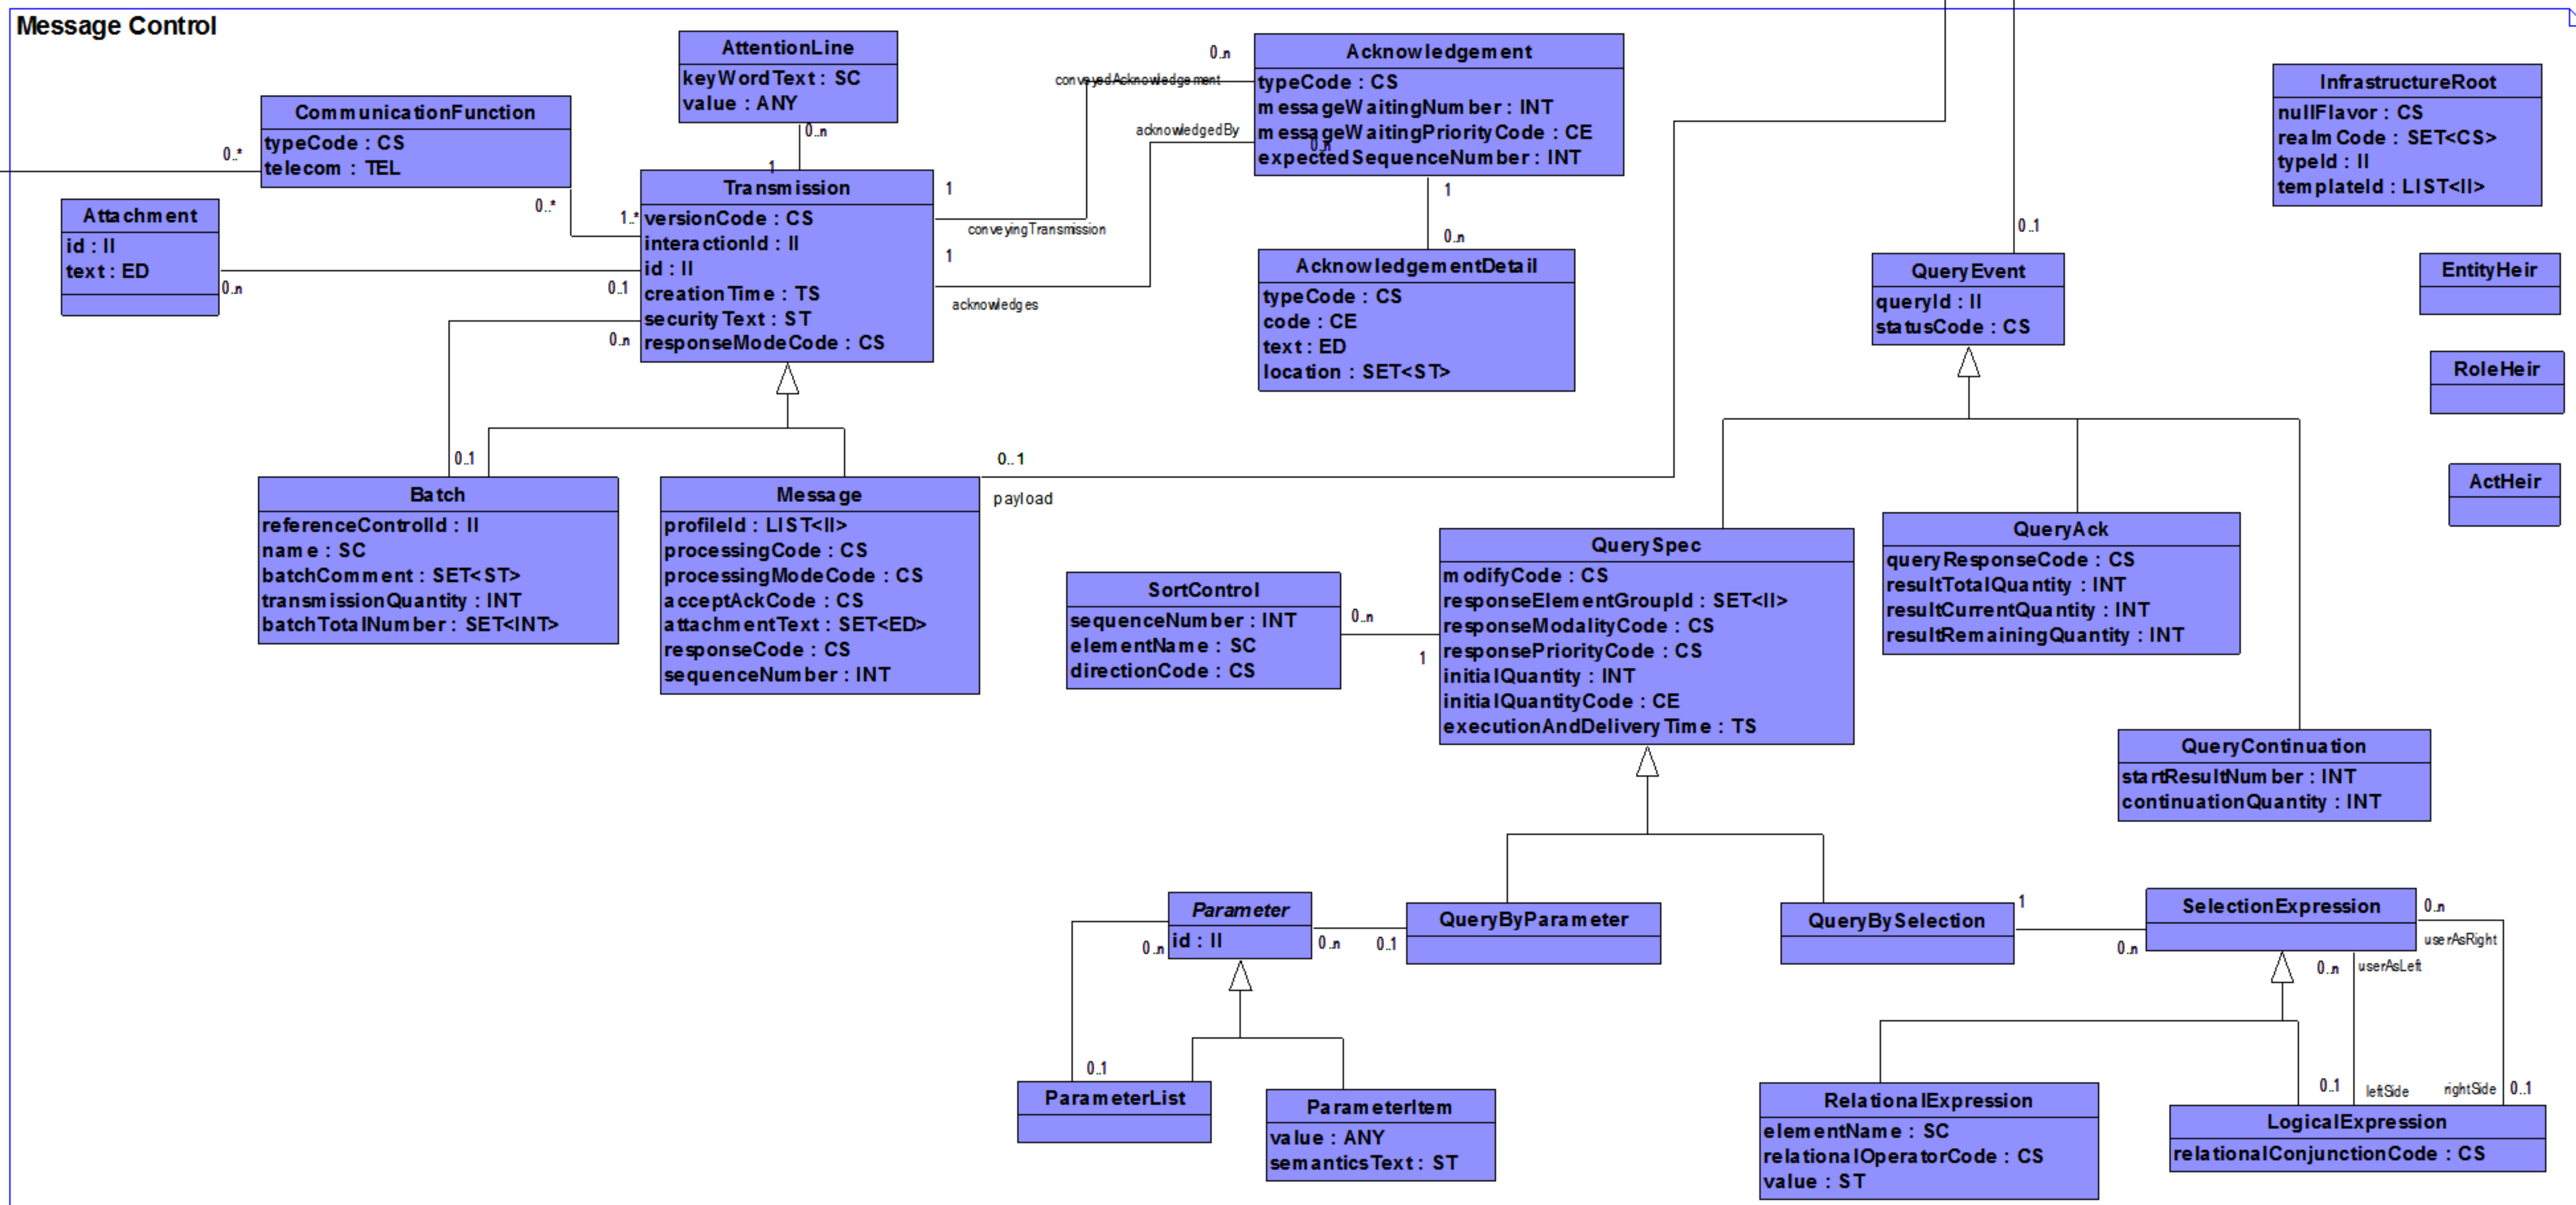 Message Control
AttentionLine
keyWordText : SC
value : ANY
0..n
1
CommunicationFunction
typeCode : CS
telecom : TEL
0..*
0..*
1..*
Attachment
id : II
text : ED
0..n
0..1
Transmission
versionCode : CS
interactionId : II
id : II
creationTime : TS
securityText : ST
responseModeCode : CS
0..n
1
conveyingTransmission
1
acknowledges
0..n
conveyedAcknowledgement
acknowledgedBy
0..n
Acknowledgement
typeCode : CS
messageWaitingNumber : INT
messageWaitingPriorityCode : CE
expectedSequenceNumber : INT
1
0..n
AcknowledgementDetail
typeCode : CS
code : CE
text : ED
location : SET<ST>
InfrastructureRoot
nullFlavor : CS
realmCode : SET<CS>
typeId : II
templateId : LIST<II>
0..1
QueryEvent
queryId : II
statusCode : CS
EntityHeir
RoleHeir
ActHeir
0..1
Batch
referenceControlId : II
name : SC
batchComment : SET<ST>
transmissionQuantity : INT
batchTotalNumber : SET<INT>
0..1
payload
Message
profileId : LIST<II>
processingCode : CS
processingModeCode : CS
acceptAckCode : CS
attachmentText : SET<ED>
responseCode : CS
sequenceNumber : INT
SortControl
sequenceNumber : INT
elementName : SC
directionCode : CS
0..n
1
QuerySpec
modifyCode : CS
responseElementGroupId : SET<II>
responseModalityCode : CS
responsePriorityCode : CS
initialQuantity : INT
initialQuantityCode : CE
executionAndDeliveryTime : TS
QueryAck
queryResponseCode : CS
resultTotalQuantity : INT
resultCurrentQuantity : INT
resultRemainingQuantity : INT
QueryContinuation
startResultNumber : INT
continuationQuantity : INT
Parameter
id : II
0..n
0..n
0..1
QueryByParameter
QueryBySelection
1
0..n
SelectionExpression
0..n
userAsRight
0..n
userAsLeft
0..1
ParameterList
ParameterItem
value : ANY
semanticsText : ST
RelationalExpression
elementName : SC
relationalOperatorCode : CS
value : ST
0..1
leftSide
rightSide
0..1
LogicalExpression
relationalConjunctionCode : CS